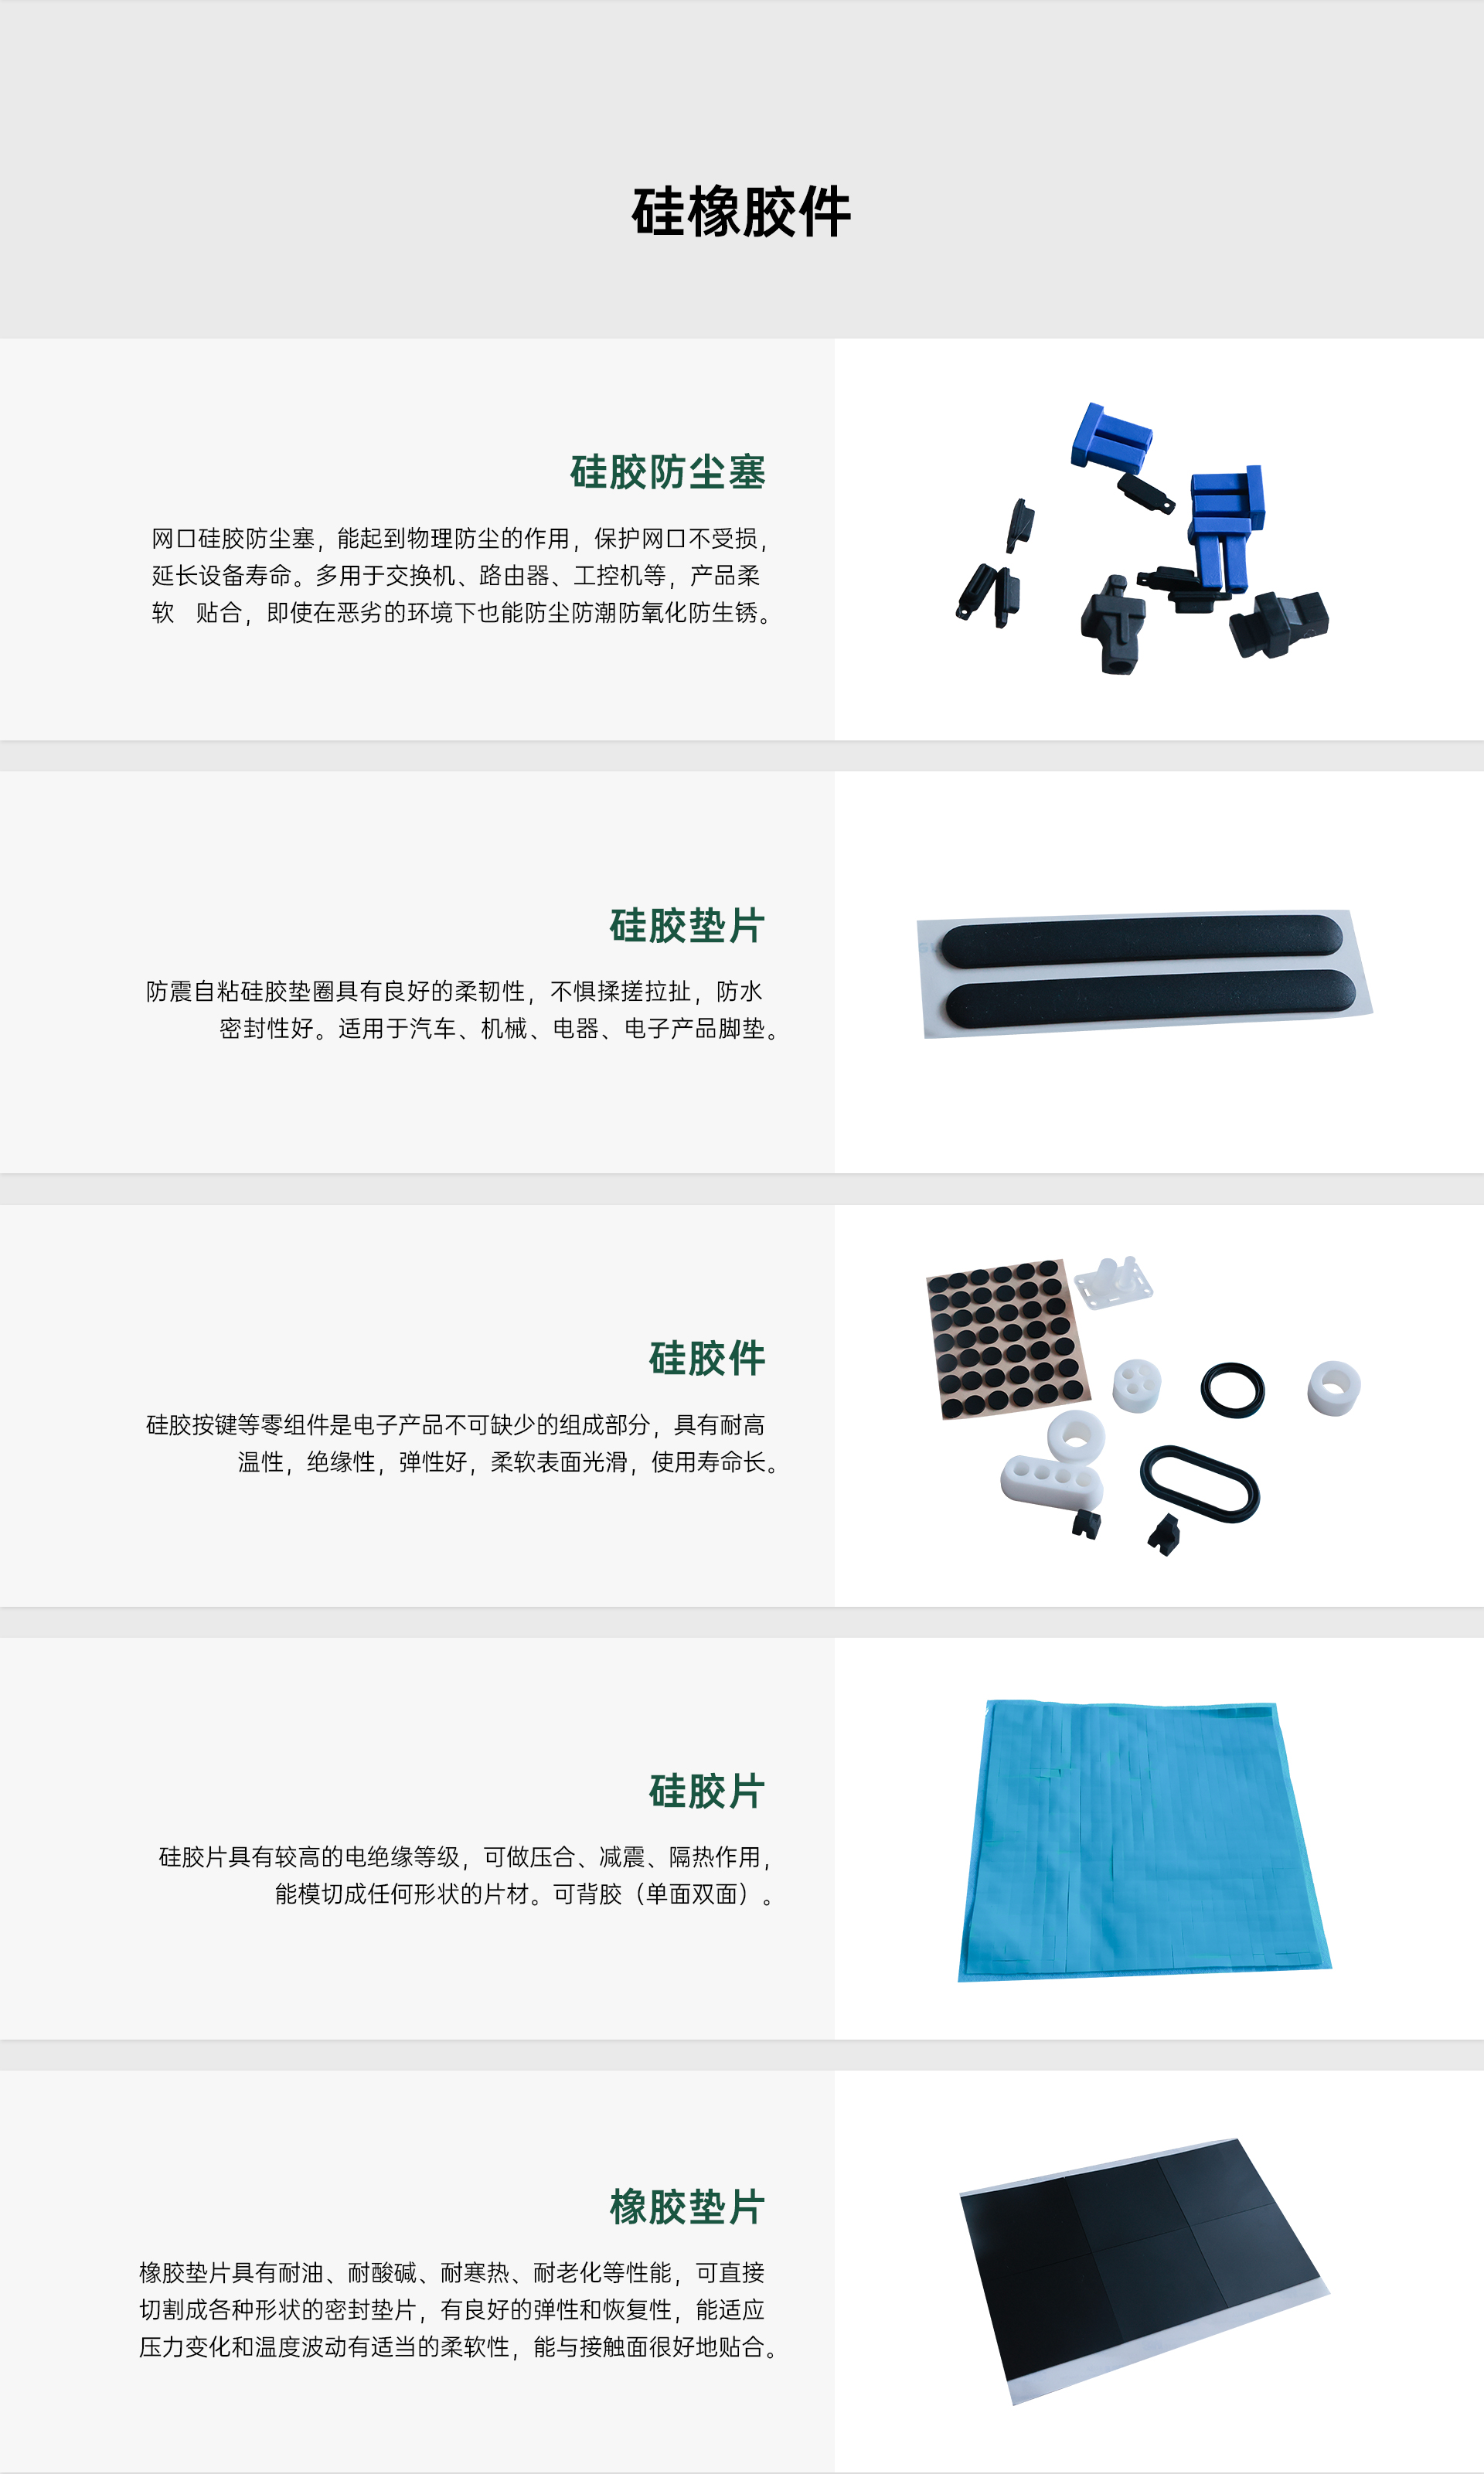 硅橡胶件
硅胶防尘塞
网口硅胶防尘塞，能起到物理防尘的作用，保护网口不受损，
延长设备寿命。多用于交换机、路由器、工控机等，产品柔
软　贴合，即使在恶劣的环境下也能防尘防潮防氧化防生锈。
硅胶垫片
防震自粘硅胶垫圈具有良好的柔韧性，不惧揉搓拉扯，防水
密封性好。适用于汽车、机械、电器、电子产品脚垫。
硅胶件
硅胶按键等零组件是电子产品不可缺少的组成部分，具有耐高
温性，绝缘性，弹性好，柔软表面光滑，使用寿命长。
硅胶片
硅胶片具有较高的电绝缘等级，可做压合、减震、隔热作用，
能模切成任何形状的片材。可背胶（单面双面）。
橡胶垫片
橡胶垫片具有耐油、耐酸碱、耐寒热、耐老化等性能，可直接
切割成各种形状的密封垫片，有良好的弹性和恢复性，能适应
压力变化和温度波动有适当的柔软性，能与接触面很好地贴合。